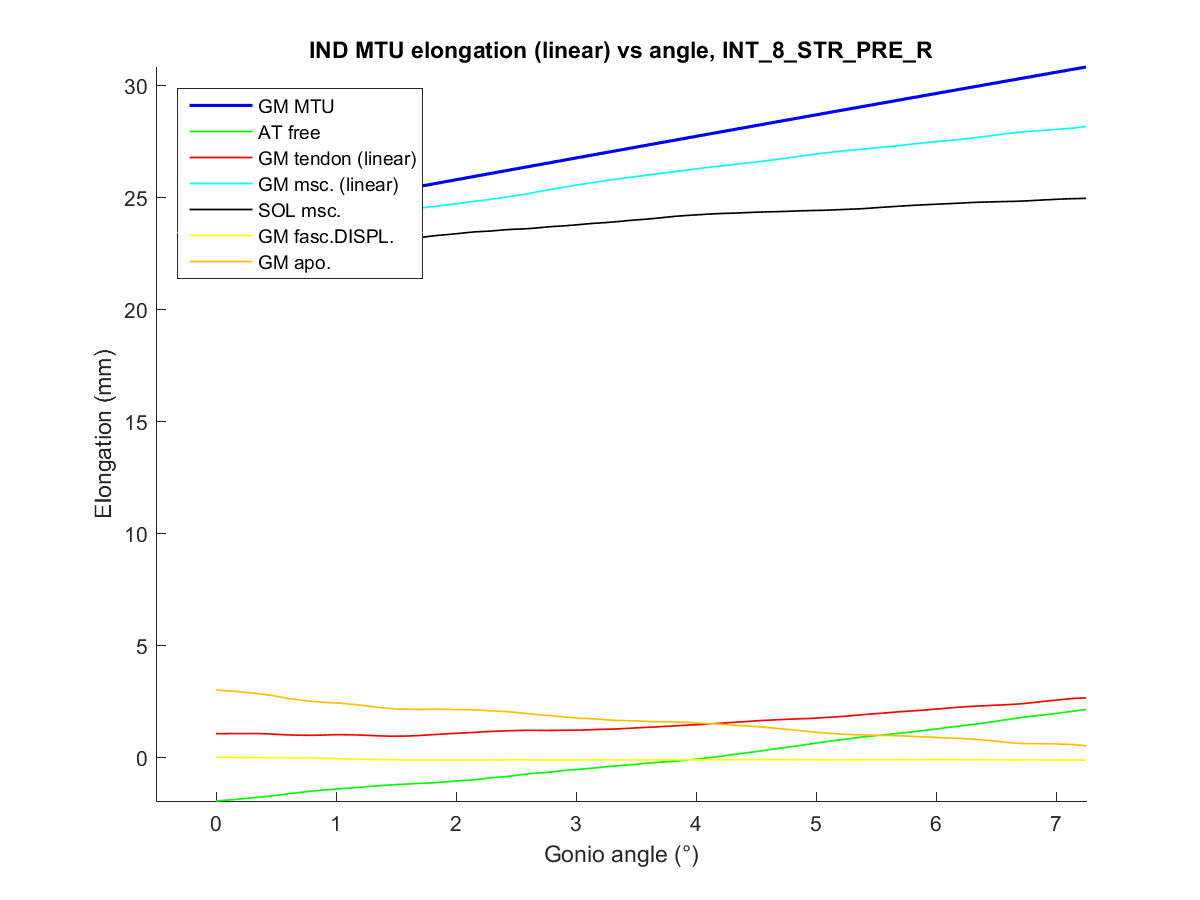 IND MTU elongation (linear) vs angle, INT_8_STR_PRE_R
30
25
20
15
10
5
0
Elongation (mm)
GM MTU
AT free
GM tendon (linear)
GM msc. (linear)
SOL msc.
GM fasc.DISPL.
GM apo.
0 1 2 3 4 5 6 7
Gonio angle (°)